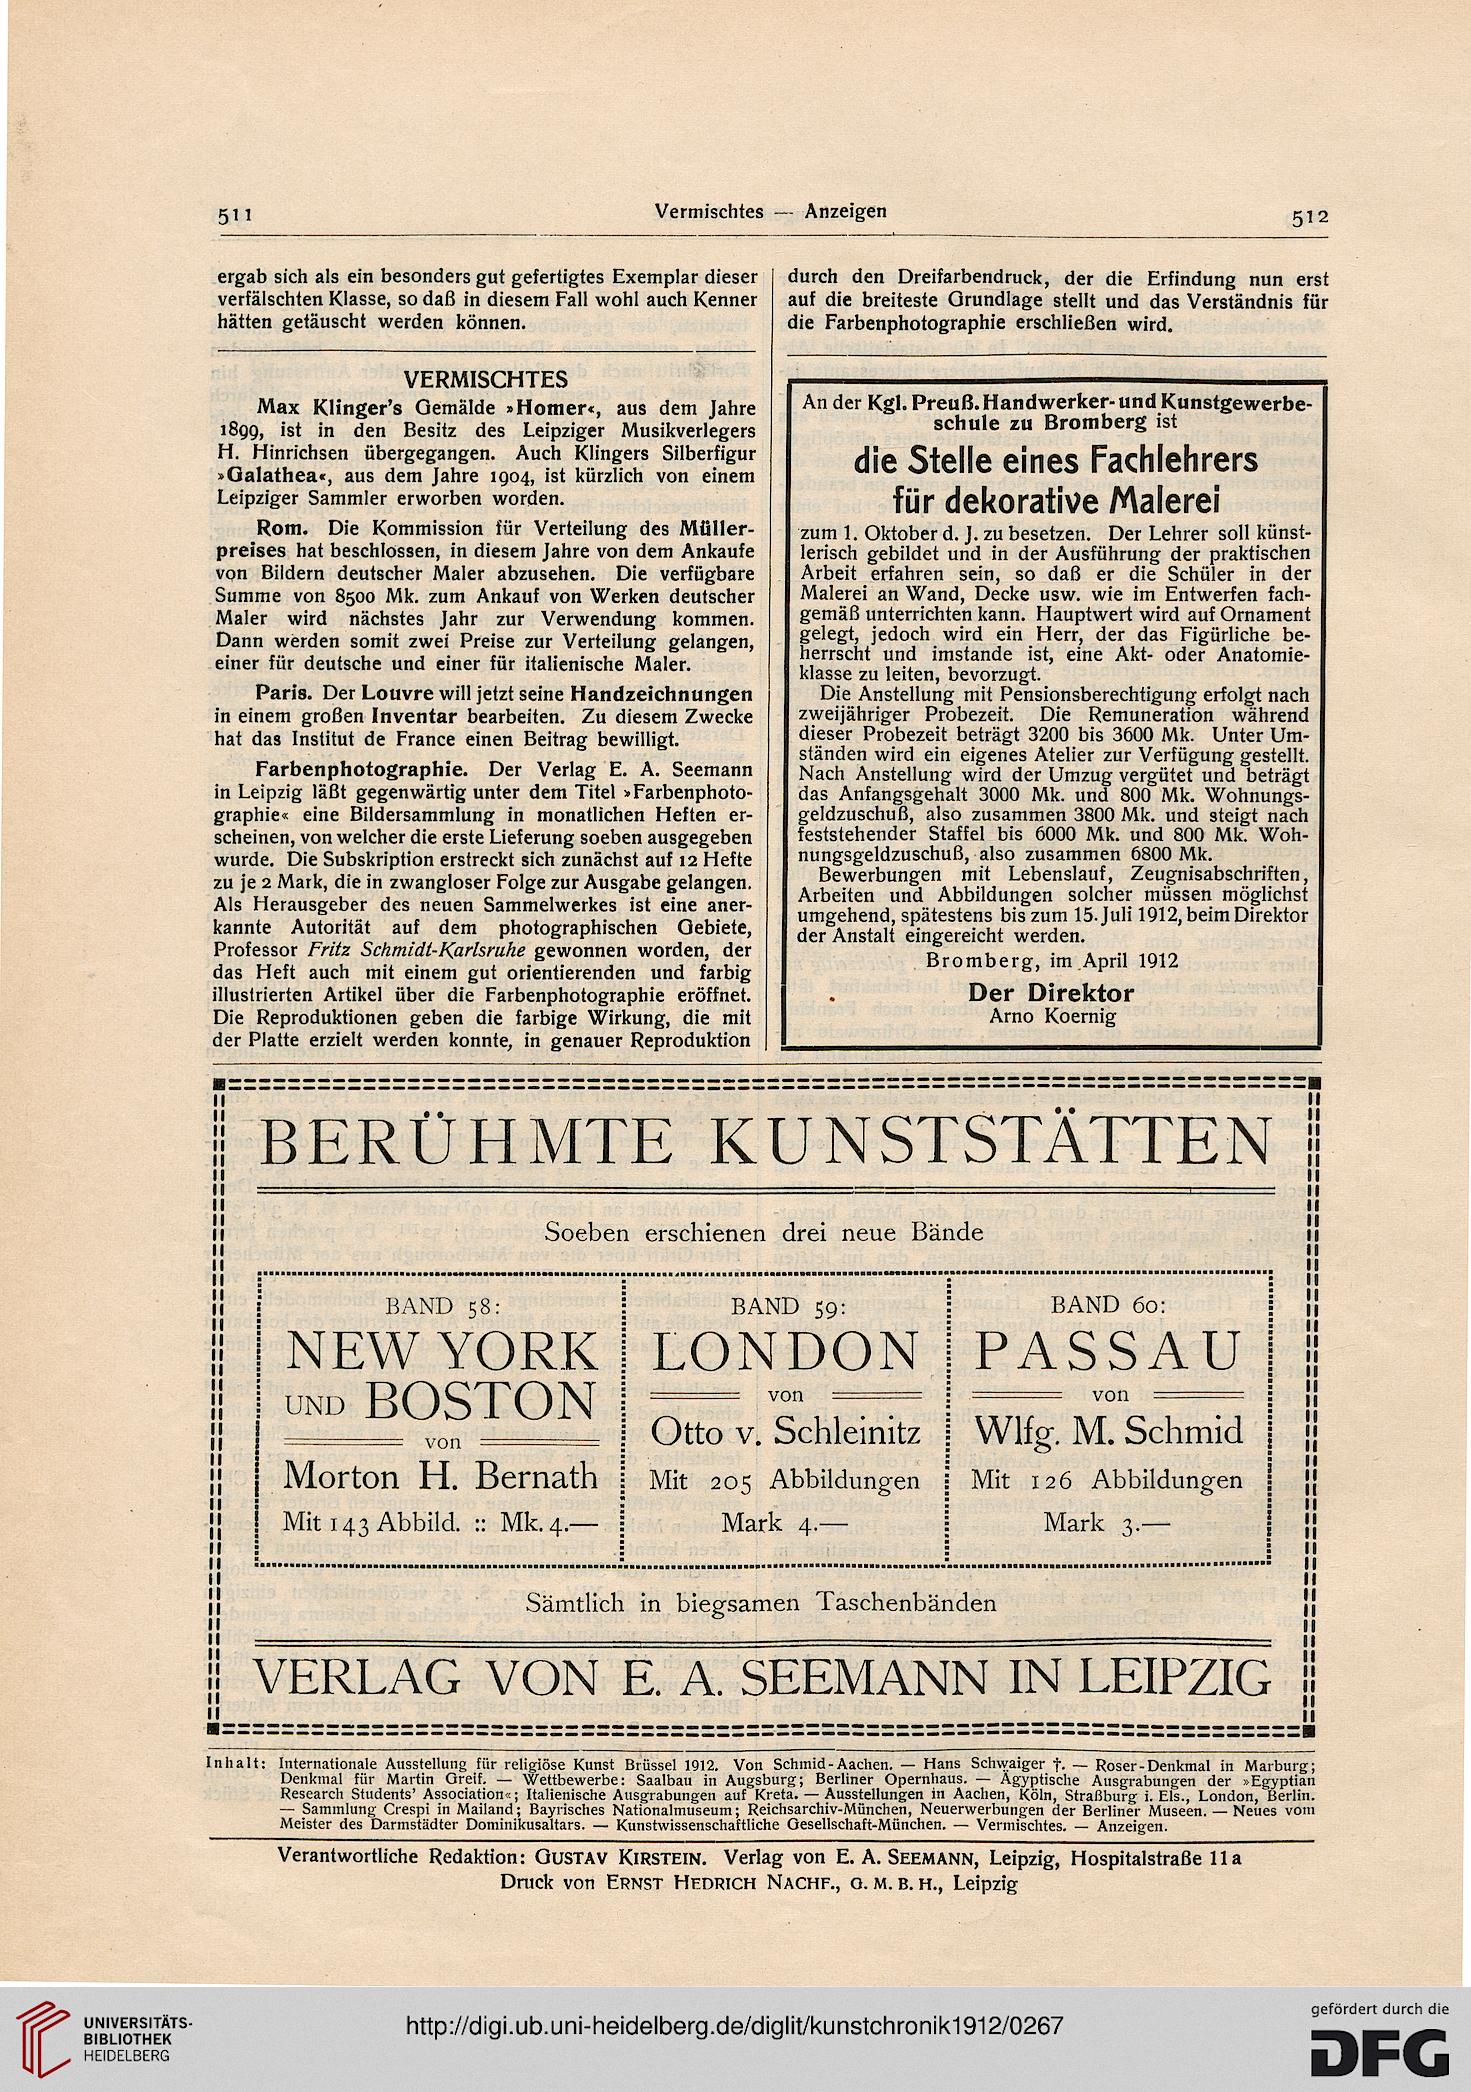 511
Vermischtes — Anzeigen
512
ergab sich als ein besonders gut gefertigtes Exemplar dieser
verfälschten Klasse, so daß in diesem Fall wohl auch Kenner
hätten getäuscht werden können.
VERMISCHTES
Max Klinger's Gemälde »Homer«, aus dem Jahre
1899, ist in den Besitz des Leipziger Musikverlegers
H. Hinrichsen übergegangen. Auch Klingers Silberfigur
»Galathea«, aus dem Jahre 1904, ist kürzlich von einem
Leipziger Sammler erworben worden.
Rom. Die Kommission für Verteilung des Müller-
preises hat beschlossen, in diesem Jahre von dem Ankaufe
von Bildern deutscher Maler abzusehen. Die verfügbare
Summe von 8500 Mk. zum Ankauf von Werken deutscher
Maler wird nächstes Jahr zur Verwendung kommen.
Dann werden somit zwei Preise zur Verteilung gelangen,
einer für deutsche und einer für italienische Maler.
Paris. Der Louvre will jetzt seine Handzeichnungen
in einem großen Inventar bearbeiten. Zu diesem Zwecke
hat das Institut de France einen Beitrag bewilligt.
Farbenphotographie. Der Verlag E. A. Seemann
in Leipzig läßt gegenwärtig unter dem Titel »Farbenphoto-
graphie« eine Bildersammlung in monatlichen Heften er-
scheinen, von welcher die erste Lieferung soeben ausgegeben
wurde. Die Subskription erstreckt sich zunächst auf 12 Hefte
zu je 2 Mark, die in zwangloser Folge zur Ausgabe gelangen.
Als Herausgeber des neuen Sammelwerkes ist eine aner-
kannte Autorität auf dem photographischen Gebiete,
Professor Fritz Schmidt-Karlsruhe gewonnen worden, der
das Heft auch mit einem gut orientierenden und farbig
illustrierten Artikel über die Farbenphotographie eröffnet.
Die Reproduktionen geben die farbige Wirkung, die mit
der Platte erzielt werden konnte, in genauer Reproduktion
durch den Dreifarbendruck, der die Erfindung nun erst
auf die breiteste Grundlage stellt und das Verständnis für
die Farbenphotographie erschließen wird.
An der Kgl. Preuß. Handwerker- und Kunstgewerbe-
schule zu Bromberg ist
die Stelle eines Fachlehrers
für dekorative Malerei
zum 1. Oktober d. J. zu besetzen. Der Lehrer soll künst-
lerisch gebildet und in der Ausführung der praktischen
Arbeit erfahren sein, so daß er die Schüler in der
Malerei an Wand, Decke usw. wie im Entwerfen fach-
gemäß unterrichten kann. Hauptwert wird auf Ornament
gelegt, jedoch wird ein Herr, der das Figürliche be-
herrscht und imstande ist, eine Akt- oder Anatomie-
klasse zu leiten, bevorzugt.
Die Anstellung mit Pensionsberechtigung erfolgt nach
zweijähriger Probezeit. Die Remuneration während
dieser Probezeit beträgt 3200 bis 3600 Mk. Unter Um-
ständen wird ein eigenes Atelier zur Verfügung gestellt.
Nach Anstellung wird der Umzug vergütet und beträgt
das Anfangsgehalt 3000 Mk. und 800 Mk. Wohnungs-
geldzuschuß, also zusammen 3800 Mk. und steigt nach
feststehender Staffel bis 6000 Mk. und 800 Mk. Woh-
nungsgeldzuschuß, also zusammen 6800 Mk.
Bewerbungen mit Lebenslauf, Zeugnisabschriften,
Arbeiten und Abbildungen solcher müssen möglichst
umgehend, spätestens bis zum 15. Juli 1912, beim Direktor
der Anstalt eingereicht werden.
Bromberg, im April 1912
Der Direktor
Arno Koernig
BERÜHMTE KUNSTSTÄTTEN
Soeben erschienen drei neue Bände
BAND 58:
NEW YORK
UND BOSTON
von
Morton H. Bernath
Mit 143 Abbild. :: Mk. 4.—
BAND 59:
LONDON
von
Otto v. Schleinitz
Mit 205 Abbildungen
Mark 4.—
BAND 60:
PASSAU
von
Wlfg. M. Schmid
Mit 126 Abbildungen
Mark 3.—
Sämtlich in biegsamen Taschenbänden
VERLAG VON E. A. SEEMANN IN LEIPZIG
Inhalt: Internationale Ausstellung für religiöse Kunst Brüssel 1912. Von Schmid-Aachen. — Hans Schwaiger †. — Roser-Denkmal in Marburg;
Denkmal für Martin Greif. — Wettbewerbe: Saalbau in Augsburg; Berliner Opernhaus. — Ägyptische Ausgrabungen der »Egyptian
Research Students' Association«; Italienische Ausgrabungen auf Kreta. — Ausstellungen in Aachen, Köln, Straßburg i. Els., London, Berlin.
— Sammlung Crespi in Mailand; Bayrisches Nationalmuseum; Reichsarchiv-München, Neuerwerbungen der Berliner Museen. — Neues vom
Meister des Darmstädter Dominikusaltars. — Kunstwissenschaftliche Gesellschaft-München. — Vermischtes. — Anzeigen.
Verantwortliche Redaktion: GUSTAV KIRSTEIN. Verlag von E. A. SEEMANN, Leipzig, Hospitalstraße 11a
Druck von ERNST HEDRICH NACHF., G. M. B. H., Leipzig
UNIVERSITÄTS-
BIBLIOTHEK
HEIDELBERG
http://digi.ub.uni-heidelberg.de/diglit/kunstchronik1912/0267
gefördert durch die
DFG